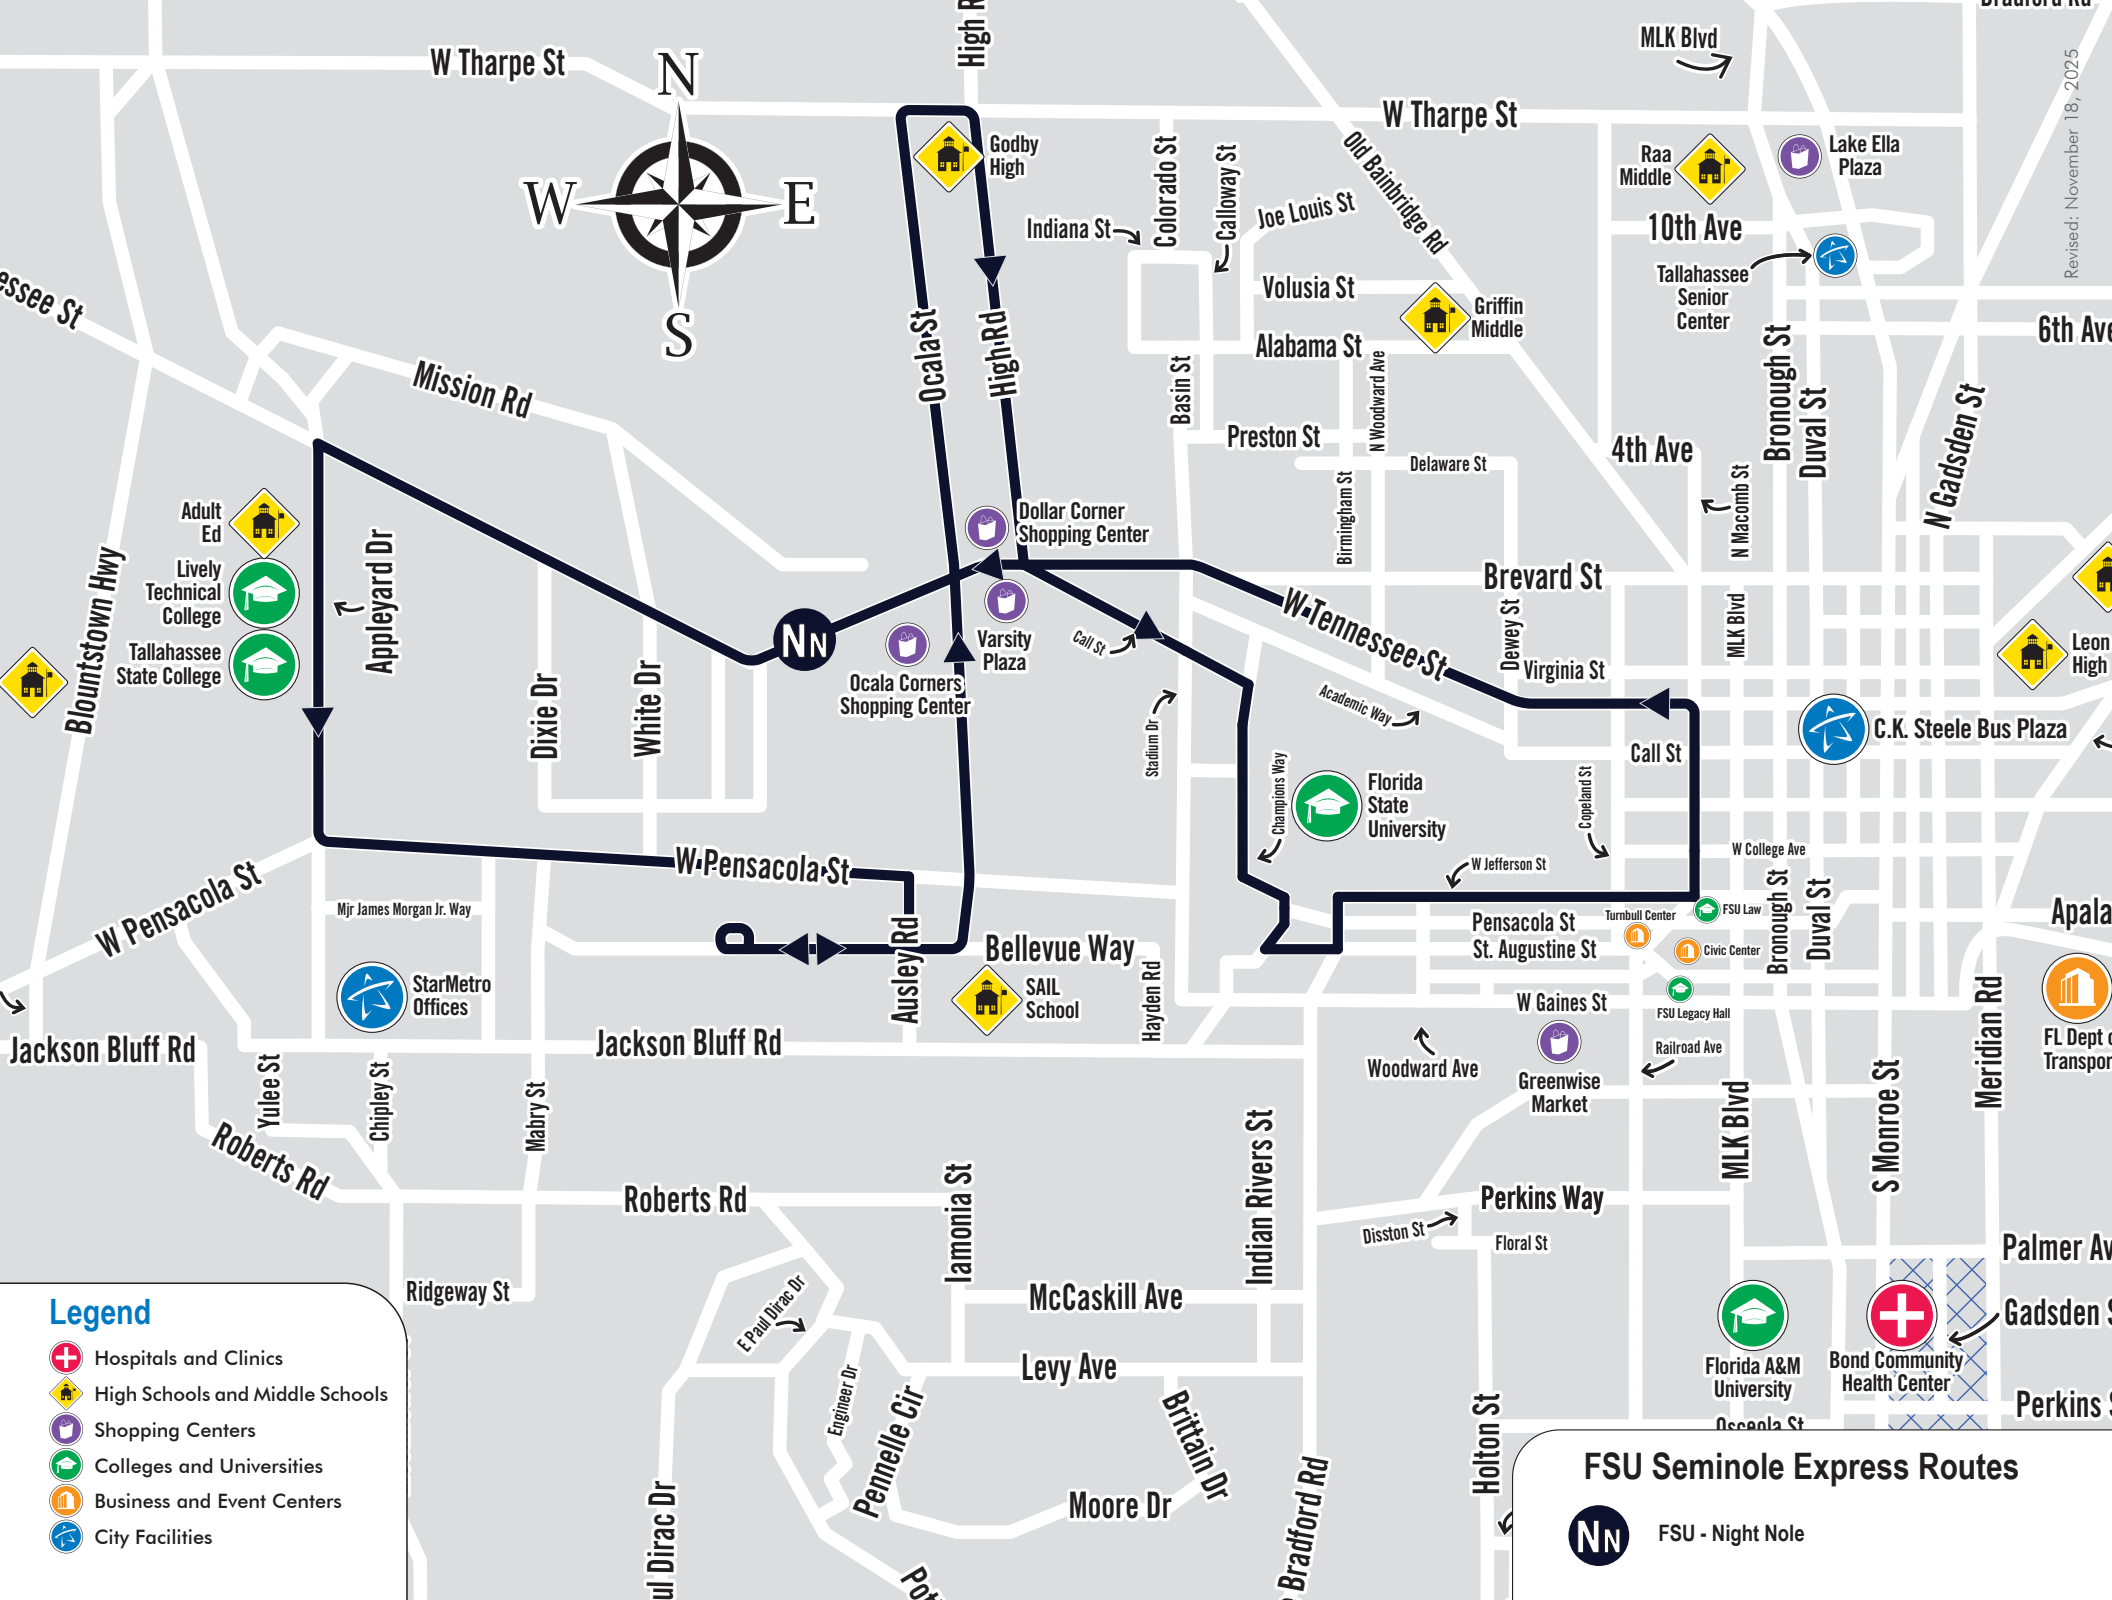 High R
Bradford Rd
MLK Blvd
W Tharpe St
N
W
E
S
W Tharpe St
Revised: November 18, 2025
Godby
High
Colorado St
Calloway St
Old Bainbridge Rd
Raa
Middle
Lake Ella
Plaza
Indiana St
Joe Louis St
10th Ave
Tallahassee
Senior
Center
essee St
Volusia St
Griffin
Middle
Ocala St
High Rd
Alabama St
6th Ave
Mission Rd
Basin St
N Woodward Ave
Bronough St
Duval St
N Gadsden St
Preston St
4th Ave
Delaware St
Birmingham St
N Macomb St
Adult
Ed
Dollar Corner
Shopping Center
Lively
Technical
College
Appleyard Dr
Blountstown Hwy
Brevard St
W Tennessee St
Dewey St
MLK Blvd
Tallahassee
State College
NN
Varsity
Plaza
Call St
Virginia St
Leon
High
Ocala Corners
Shopping Center
Dixie Dr
White Dr
Academic Way
Stadium Dr
C.K. Steele Bus Plaza
Call St
Champions Way
Florida
State
University
Copeland St
W College Ave
W Pensacola St
W Jefferson St
W Pensacola St
Mjr James Morgan Jr. Way
FSU Law
Turnbull Center
Pensacola St
St. Augustine St
Civic Center
Bronough St
Duval St
Apala
Bellevue Way
Ausley Rd
Hayden Rd
StarMetro
Offices
SAIL
School
W Gaines St
FSU Legacy Hall
Meridian Rd
Jackson Bluff Rd
Jackson Bluff Rd
FL Dept o
Transpor
Woodward Ave
Railroad Ave
Greenwise
Market
Yulee St
Chipley St
Mabry St
MLK Blvd
S Monroe St
Roberts Rd
Roberts Rd
Iamonia St
Indian Rivers St
Perkins Way
Disston St
Floral St
Palmer Av
Ridgeway St
McCaskill Ave
E Paul Dirac Dr
Gadsden S
Levy Ave
Florida A&M
University
Bond Community
Health Center
Engineer Dr
Pennelle Cir
Brittain Dr
Holton St
Perkins S
Osceola St
Moore Dr
ul Dirac Dr
Bradford Rd
Pot
Legend
Hospitals and Clinics
High Schools and Middle Schools
Shopping Centers
Colleges and Universities
Business and Event Centers
City Facilities
FSU Seminole Express Routes
NN
FSU - Night Nole